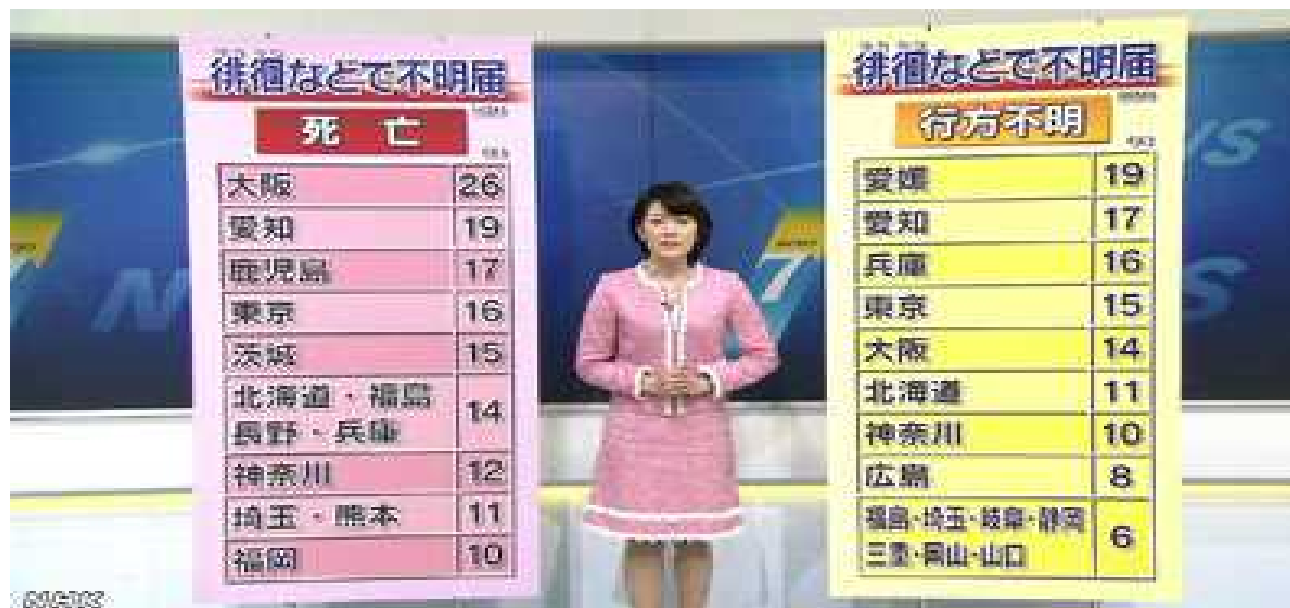 徘徊などで不明届
死亡
大阪 26
愛知 19
鹿児島 17
東京 16
茨城 15
北海道・福島
長野・兵庫 14
神奈川 12
埼玉・熊本 11
福岡 10
徘徊などで不明届
行方不明
愛媛 19
愛知 17
兵庫 16
東京 15
大阪 14
北海道 11
神奈川 10
広島 8
福島・埼玉・岐阜・静岡
三重・岡山・山口 6
7